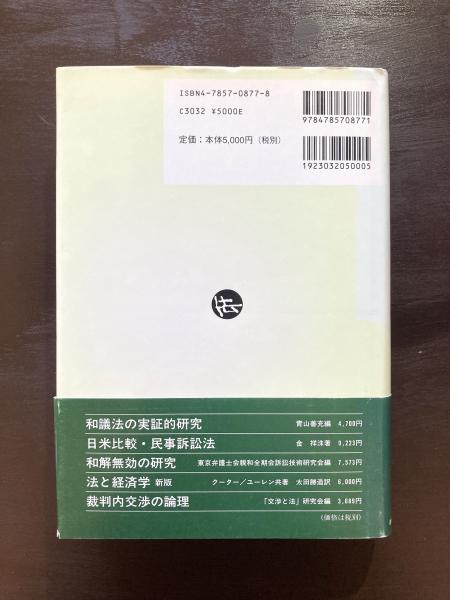 ISBN4-7857-0877-8
C3032 ¥5000E
定価：本体5,000円（税別）
9784785708771
1923032050005
和議法の実証的研究 青山善充編 4,700円
日米比較・民事訴訟法 金 祥洙著 9,223円
和解無効の研究 東京弁護士会親和全期会訴訟技術研究会編 7,573円
法と経済学 新版 クーター／ユーレン共著 太田勝造訳 6,000円
裁判内交渉の論理 「交渉と法」研究会編 3,689円
（価格は税別）